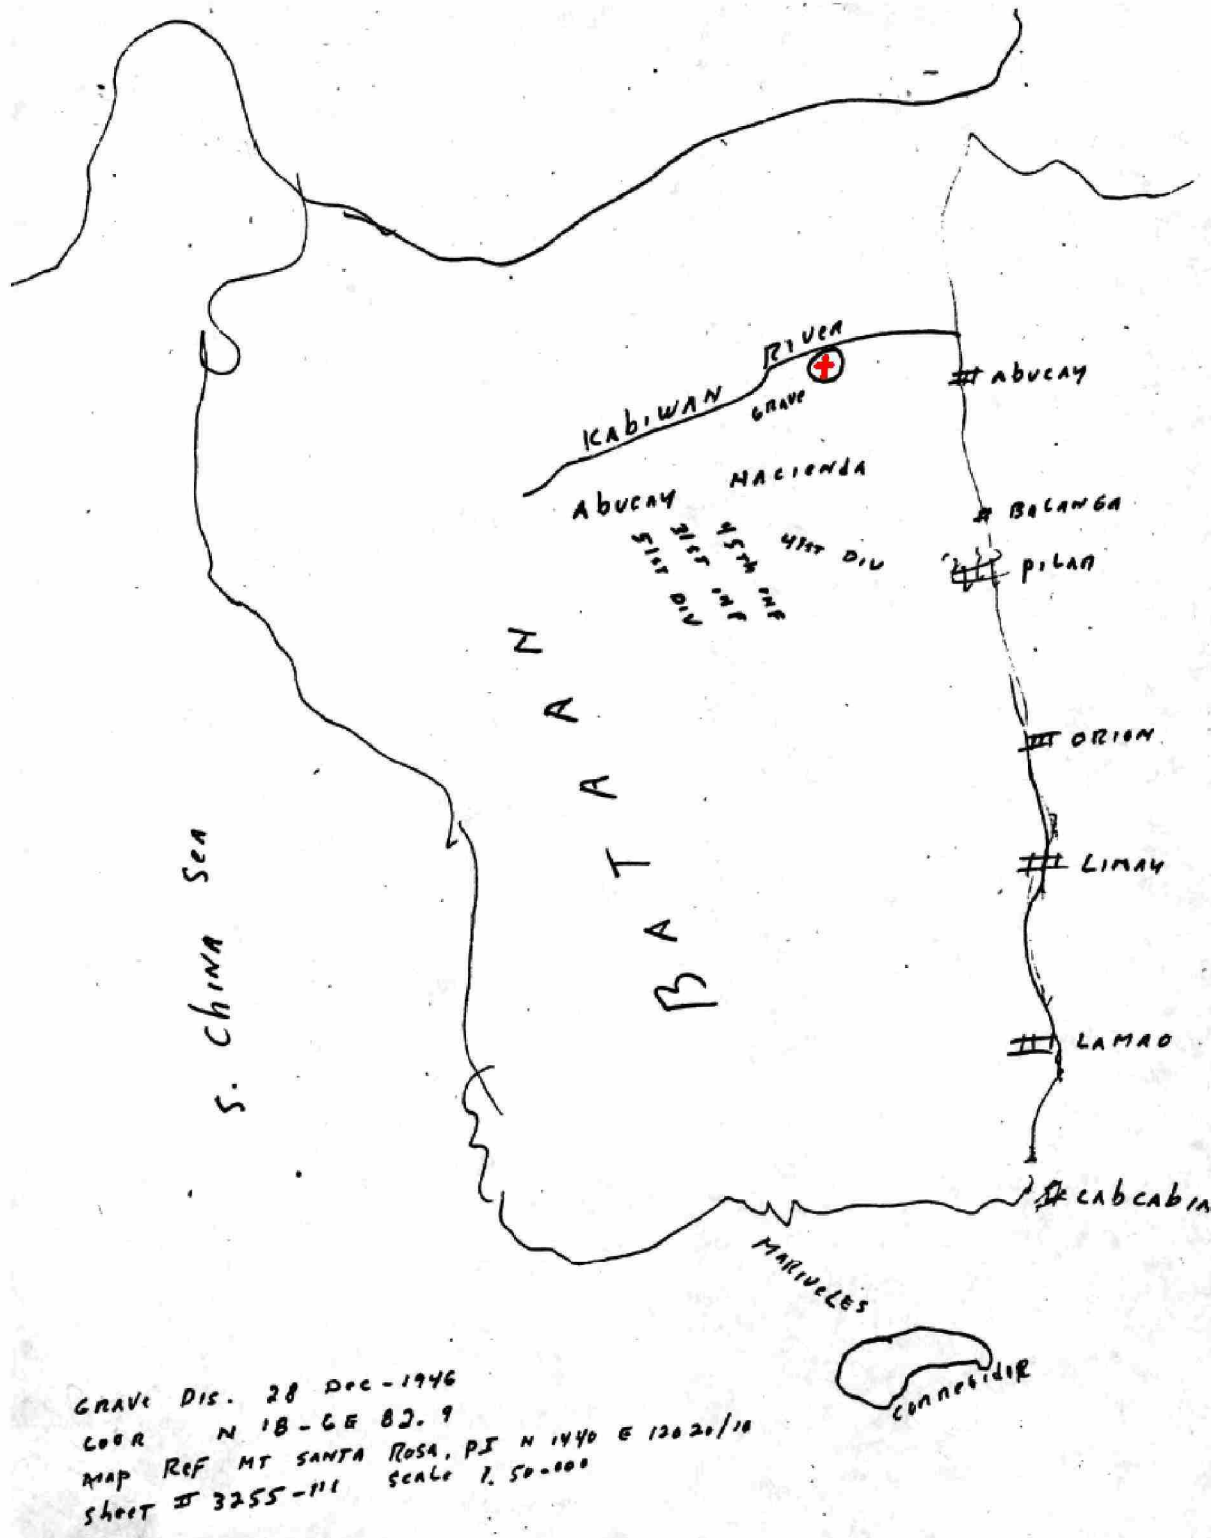 River
KAbiWAN
GRAVE
Abucay
HACIENDA
Abucay
BALANGA
45Th INF
31ST INF
51ST DIV
41ST DIV
PILAR
BATAAN
ORION
LIMAY
S. ChINA SeA
LAMAO
CAbCAbIA
MARIVELES
CORREGIdOR
GRAVE DIS. 28 Dec-1946
COOR N 18-6 E 82.9
MAP Ref MT SANTA ROSA, PI N 1440 E 12020/10
SheeT II 3255-III SCALE 1.50-000